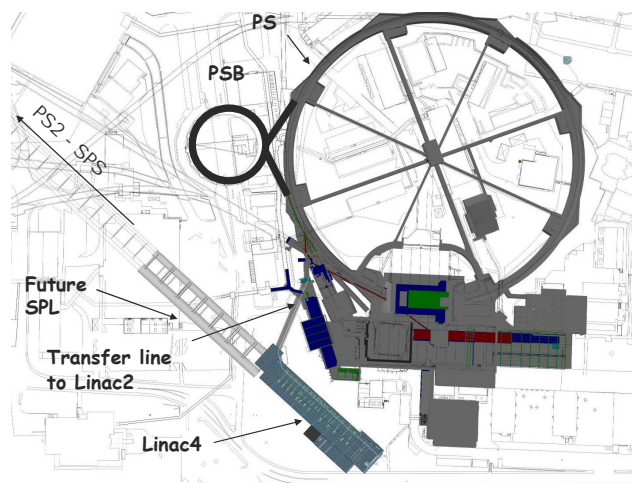 PS
PSB
PS2 - SPS
Future
SPL
Transfer line
to Linac2
Linac4